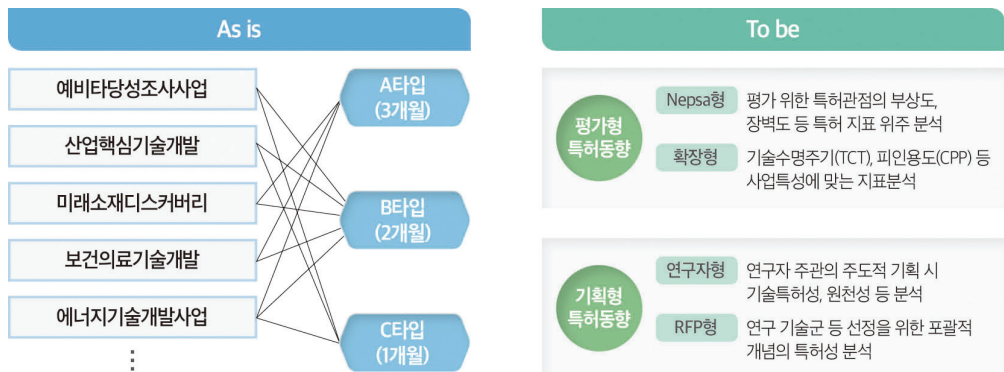 As is
예비타당성조사사업
산업핵심기술개발
미래소재디스커버리
보건의료기술개발
에너지기술개발사업
⋮
A타입
(3개월)
B타입
(2개월)
C타입
(1개월)
To be
평가형
특허동향
Nepsa형
평가 위한 특허관점의 부상도,
장벽도 등 특허 지표 위주 분석
확장형
기술수명주기(TCT), 피인용도(CPP) 등
사업특성에 맞는 지표분석
기획형
특허동향
연구자형
연구자 주관의 주도적 기획 시
기술특허성, 원천성 등 분석
RFP형
연구 기술군 등 선정을 위한 포괄적
개념의 특허성 분석